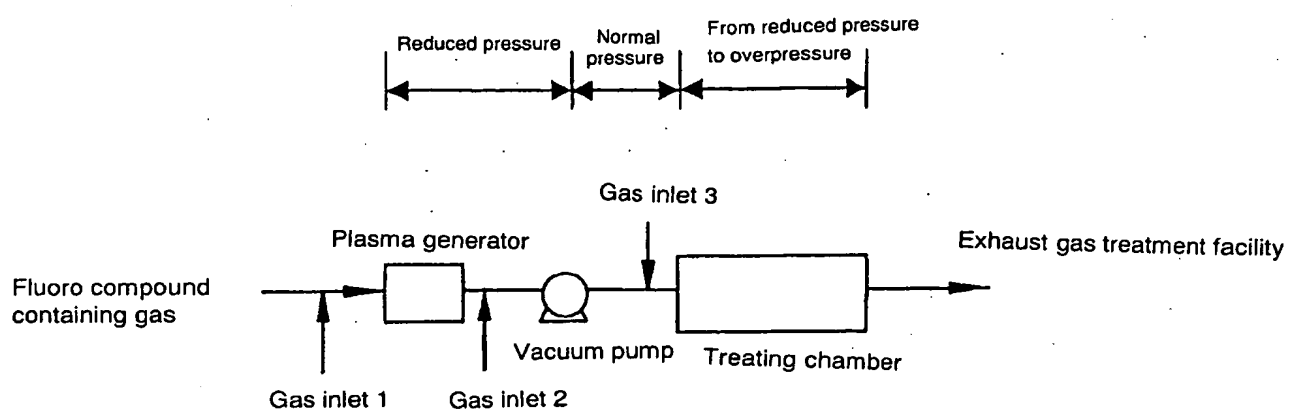 Reduced pressure
Normal
pressure
From reduced pressure
to overpressure
Gas inlet 3
Plasma generator
Exhaust gas treatment facility
Fluoro compound
containing gas
Vacuum pump
Treating chamber
Gas inlet 1
Gas inlet 2